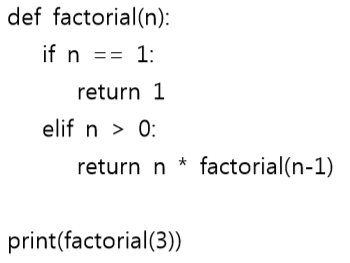 def factorial(n):
    if n == 1:
        return 1
    elif n > 0:
        return n * factorial(n-1)

print(factorial(3))